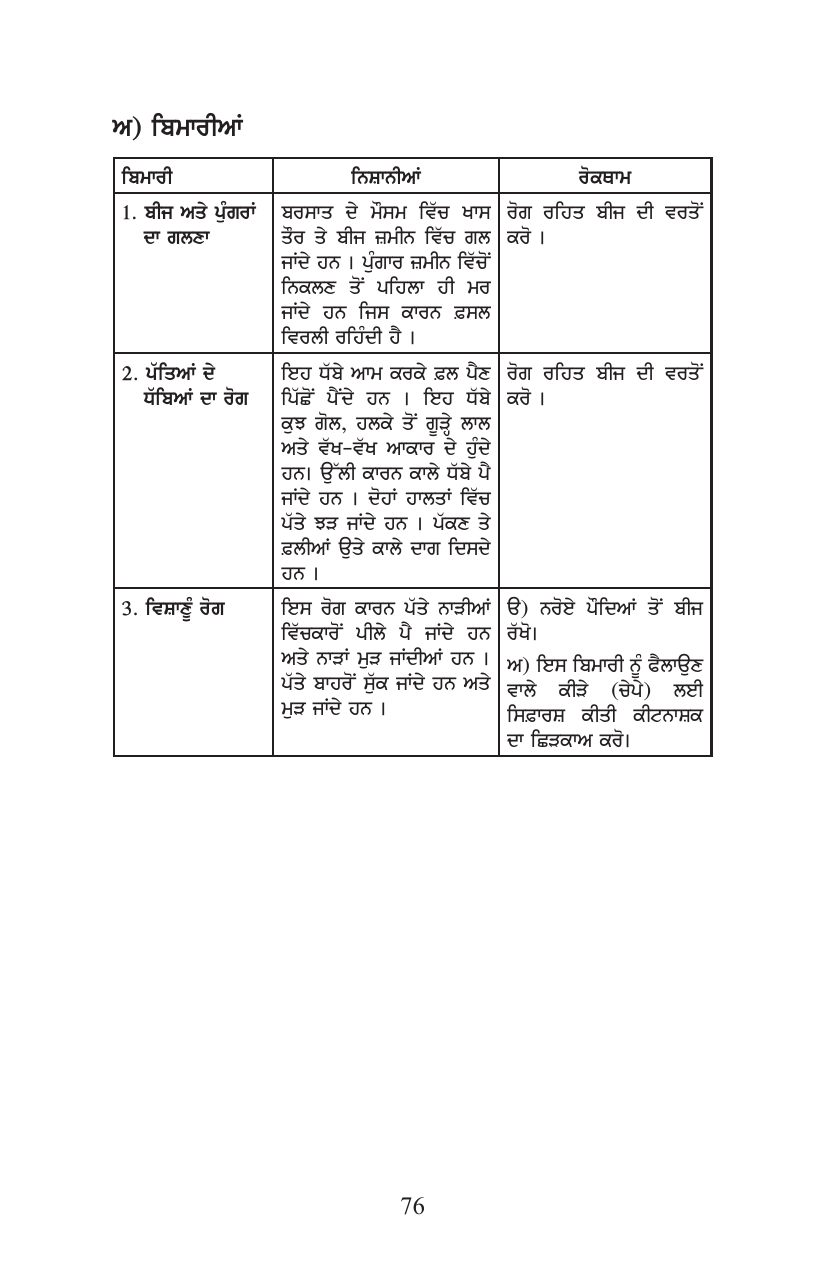 ਅ) ਬਿਮਾਰੀਆਂ
ਬਿਮਾਰੀ
ਨਿਸ਼ਾਨੀਆਂ
ਰੋਕਥਾਮ
1. ਬੀਜ ਅਤੇ ਪੁੰਗਰਾਂ
ਦਾ ਗਲਣਾ
ਬਰਸਾਤ ਦੇ ਮੌਸਮ ਵਿੱਚ ਖਾਸ
ਤੌਰ ਤੇ ਬੀਜ ਜ਼ਮੀਨ ਵਿੱਚ ਗਲ
ਜਾਂਦੇ ਹਨ । ਪੁੰਗਾਰ ਜ਼ਮੀਨ ਵਿੱਚੋਂ
ਨਿਕਲਣ ਤੋਂ ਪਹਿਲਾ ਹੀ ਮਰ
ਜਾਂਦੇ ਹਨ ਜਿਸ ਕਾਰਨ ਫ਼ਸਲ
ਵਿਰਲੀ ਰਹਿੰਦੀ ਹੈ ।
ਰੋਗ ਰਹਿਤ ਬੀਜ ਦੀ ਵਰਤੋਂ
ਕਰੋ ।
2. ਪੱਤਿਆਂ ਦੇ
ਧੱਬਿਆਂ ਦਾ ਰੋਗ
ਇਹ ਧੱਬੇ ਆਮ ਕਰਕੇ ਫ਼ਲ ਪੈਣ
ਪਿੱਛੋਂ ਪੈਂਦੇ ਹਨ । ਇਹ ਧੱਬੇ
ਕੁਝ ਗੋਲ, ਹਲਕੇ ਤੋਂ ਗੂੜ੍ਹੇ ਲਾਲ
ਅਤੇ ਵੱਖ-ਵੱਖ ਆਕਾਰ ਦੇ ਹੁੰਦੇ
ਹਨ। ਉੱਲੀ ਕਾਰਨ ਕਾਲੇ ਧੱਬੇ ਪੈ
ਜਾਂਦੇ ਹਨ । ਦੋਹਾਂ ਹਾਲਤਾਂ ਵਿੱਚ
ਪੱਤੇ ਝੜ ਜਾਂਦੇ ਹਨ । ਪੱਕਣ ਤੇ
ਫ਼ਲੀਆਂ ਉਤੇ ਕਾਲੇ ਦਾਗ ਦਿਸਦੇ
ਹਨ ।
ਰੋਗ ਰਹਿਤ ਬੀਜ ਦੀ ਵਰਤੋਂ
ਕਰੋ ।
3. ਵਿਸ਼ਾਣੂੰ ਰੋਗ
ਇਸ ਰੋਗ ਕਾਰਨ ਪੱਤੇ ਨਾੜੀਆਂ
ਵਿੱਚਕਾਰੋਂ ਪੀਲੇ ਪੈ ਜਾਂਦੇ ਹਨ
ਅਤੇ ਨਾੜਾਂ ਮੁੜ ਜਾਂਦੀਆਂ ਹਨ ।
ਪੱਤੇ ਬਾਹਰੋਂ ਸੁੱਕ ਜਾਂਦੇ ਹਨ ਅਤੇ
ਮੁੜ ਜਾਂਦੇ ਹਨ ।
ੳ) ਨਰੋਏ ਪੌਦਿਆਂ ਤੋਂ ਬੀਜ
ਰੱਖੋ।
ਅ) ਇਸ ਬਿਮਾਰੀ ਨੂੰ ਫੈਲਾਉਣ
ਵਾਲੇ ਕੀੜੇ (ਚੇਪੇ) ਲਈ
ਸਿਫ਼ਾਰਸ਼ ਕੀਤੀ ਕੀਟਨਾਸ਼ਕ
ਦਾ ਛਿੜਕਾਅ ਕਰੋ।
76